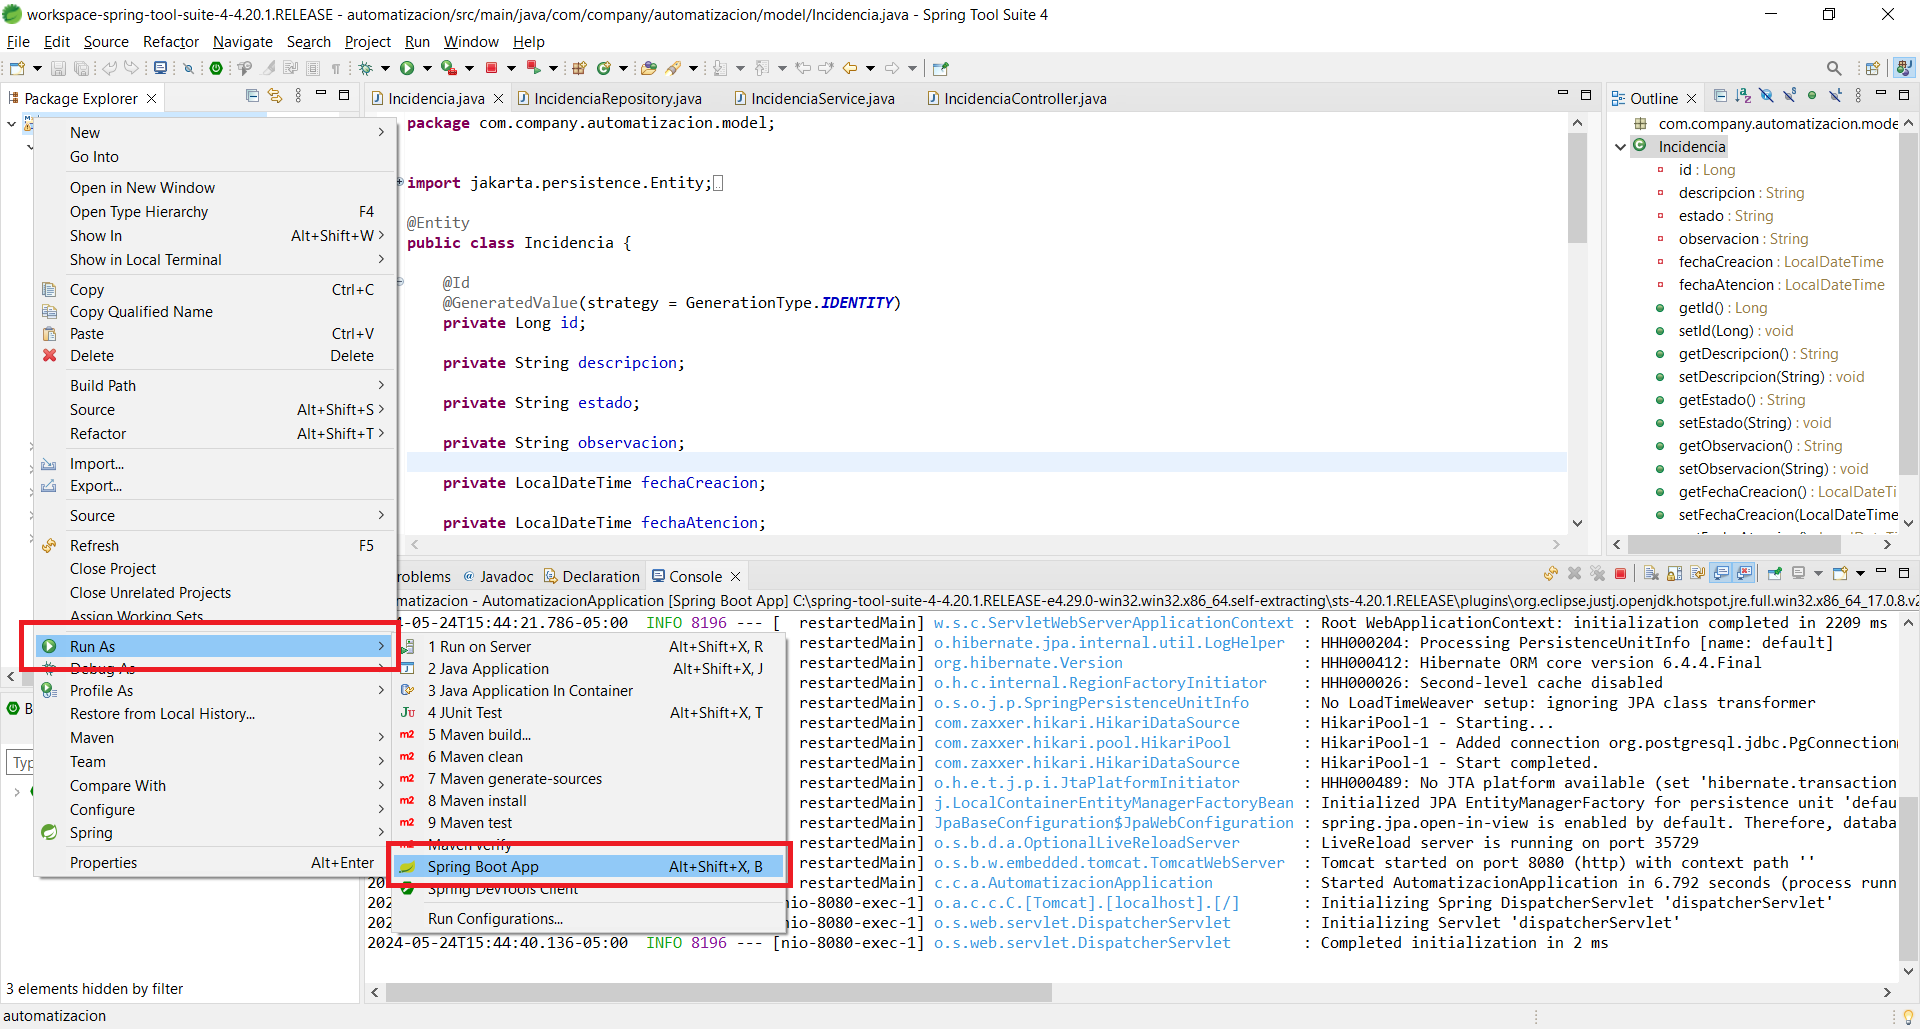 workspace-spring-tool-suite-4-4.20.1.RELEASE - automatizacion/src/main/java/com/company/automatizacion/model/Incidencia.java - Spring Tool Suite 4
File Edit Source Refactor Navigate Search Project Run Window Help
Package Explorer
New
Go Into
Open in New Window
Open Type Hierarchy F4
Show In Alt+Shift+W
Show in Local Terminal
Copy Ctrl+C
Copy Qualified Name
Paste Ctrl+V
Delete Delete
Build Path
Source Alt+Shift+S
Refactor Alt+Shift+T
Import...
Export...
Source
Refresh F5
Close Project
Close Unrelated Projects
Assign Working Sets...
Run As
Debug As
Profile As
Restore from Local History...
Maven
Team
Compare With
Configure
Spring
Properties Alt+Enter
B
Typ
3 elements hidden by filter
automatizacion
Incidencia.java IncidenciaRepository.java IncidenciaService.java IncidenciaController.java
package com.company.automatizacion.model;
import jakarta.persistence.Entity;
@Entity
public class Incidencia {
@Id
@GeneratedValue(strategy = GenerationType.IDENTITY)
private Long id;
private String descripcion;
private String estado;
private String observacion;
private LocalDateTime fechaCreacion;
private LocalDateTime fechaAtencion;
Outline
com.company.automatizacion.mode
Incidencia
id : Long
descripcion : String
estado : String
observacion : String
fechaCreacion : LocalDateTime
fechaAtencion : LocalDateTime
getId() : Long
setId(Long) : void
getDescripcion() : String
setDescripcion(String) : void
getEstado() : String
setEstado(String) : void
getObservacion() : String
setObservacion(String) : void
getFechaCreacion() : LocalDateTi
setFechaCreacion(LocalDateTime
roblems Javadoc Declaration Console
matizacion - AutomatizacionApplication [Spring Boot App] C:\spring-tool-suite-4-4.20.1.RELEASE-e4.29.0-win32.win32.x86_64.self-extracting\sts-4.20.1.RELEASE\plugins\org.eclipse.justj.openjdk.hotspot.jre.full.win32.x86_64_17.0.8.v2
4-05-24T15:44:21.786-05:00 INFO 8196 --- [ restartedMain] w.s.c.ServletWebServerApplicationContext : Root WebApplicationContext: initialization completed in 2209 ms
restartedMain] o.hibernate.jpa.internal.util.LogHelper : HHH000204: Processing PersistenceUnitInfo [name: default]
restartedMain] org.hibernate.Version : HHH000412: Hibernate ORM core version 6.4.4.Final
restartedMain] o.h.c.internal.RegionFactoryInitiator : HHH000026: Second-level cache disabled
restartedMain] o.s.o.j.p.SpringPersistenceUnitInfo : No LoadTimeWeaver setup: ignoring JPA class transformer
restartedMain] com.zaxxer.hikari.HikariDataSource : HikariPool-1 - Starting...
restartedMain] com.zaxxer.hikari.pool.HikariPool : HikariPool-1 - Added connection org.postgresql.jdbc.PgConnection@
restartedMain] com.zaxxer.hikari.HikariDataSource : HikariPool-1 - Start completed.
restartedMain] o.h.e.t.j.p.i.JtaPlatformInitiator : HHH000489: No JTA platform available (set 'hibernate.transaction
restartedMain] j.LocalContainerEntityManagerFactoryBean : Initialized JPA EntityManagerFactory for persistence unit 'defau
restartedMain] JpaBaseConfiguration$JpaWebConfiguration : spring.jpa.open-in-view is enabled by default. Therefore, databa
restartedMain] o.s.b.d.a.OptionalLiveReloadServer : LiveReload server is running on port 35729
restartedMain] o.s.b.w.embedded.tomcat.TomcatWebServer : Tomcat started on port 8080 (http) with context path ''
20 restartedMain] c.c.a.AutomatizacionApplication : Started AutomatizacionApplication in 6.792 seconds (process runn
202 [nio-8080-exec-1] o.a.c.c.C.[Tomcat].[localhost].[/] : Initializing Spring DispatcherServlet 'dispatcherServlet'
202 [nio-8080-exec-1] o.s.web.servlet.DispatcherServlet : Initializing Servlet 'dispatcherServlet'
2024-05-24T15:44:40.136-05:00 INFO 8196 --- [nio-8080-exec-1] o.s.web.servlet.DispatcherServlet : Completed initialization in 2 ms
1 Run on Server Alt+Shift+X, R
2 Java Application Alt+Shift+X, J
3 Java Application In Container
4 JUnit Test Alt+Shift+X, T
5 Maven build...
6 Maven clean
7 Maven generate-sources
8 Maven install
9 Maven test
Maven verify
Spring Boot App Alt+Shift+X, B
Spring DevTools Client
Run Configurations...